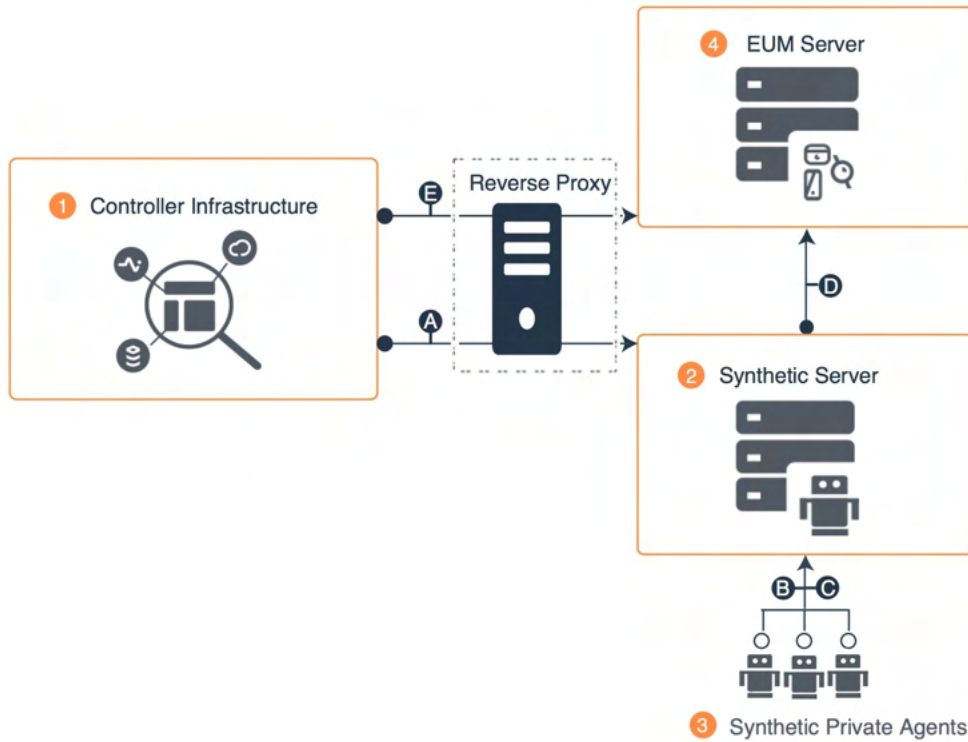 4 EUM Server
E
Reverse Proxy
1 Controller Infrastructure
D
A
2 Synthetic Server
B C
3 Synthetic Private Agents